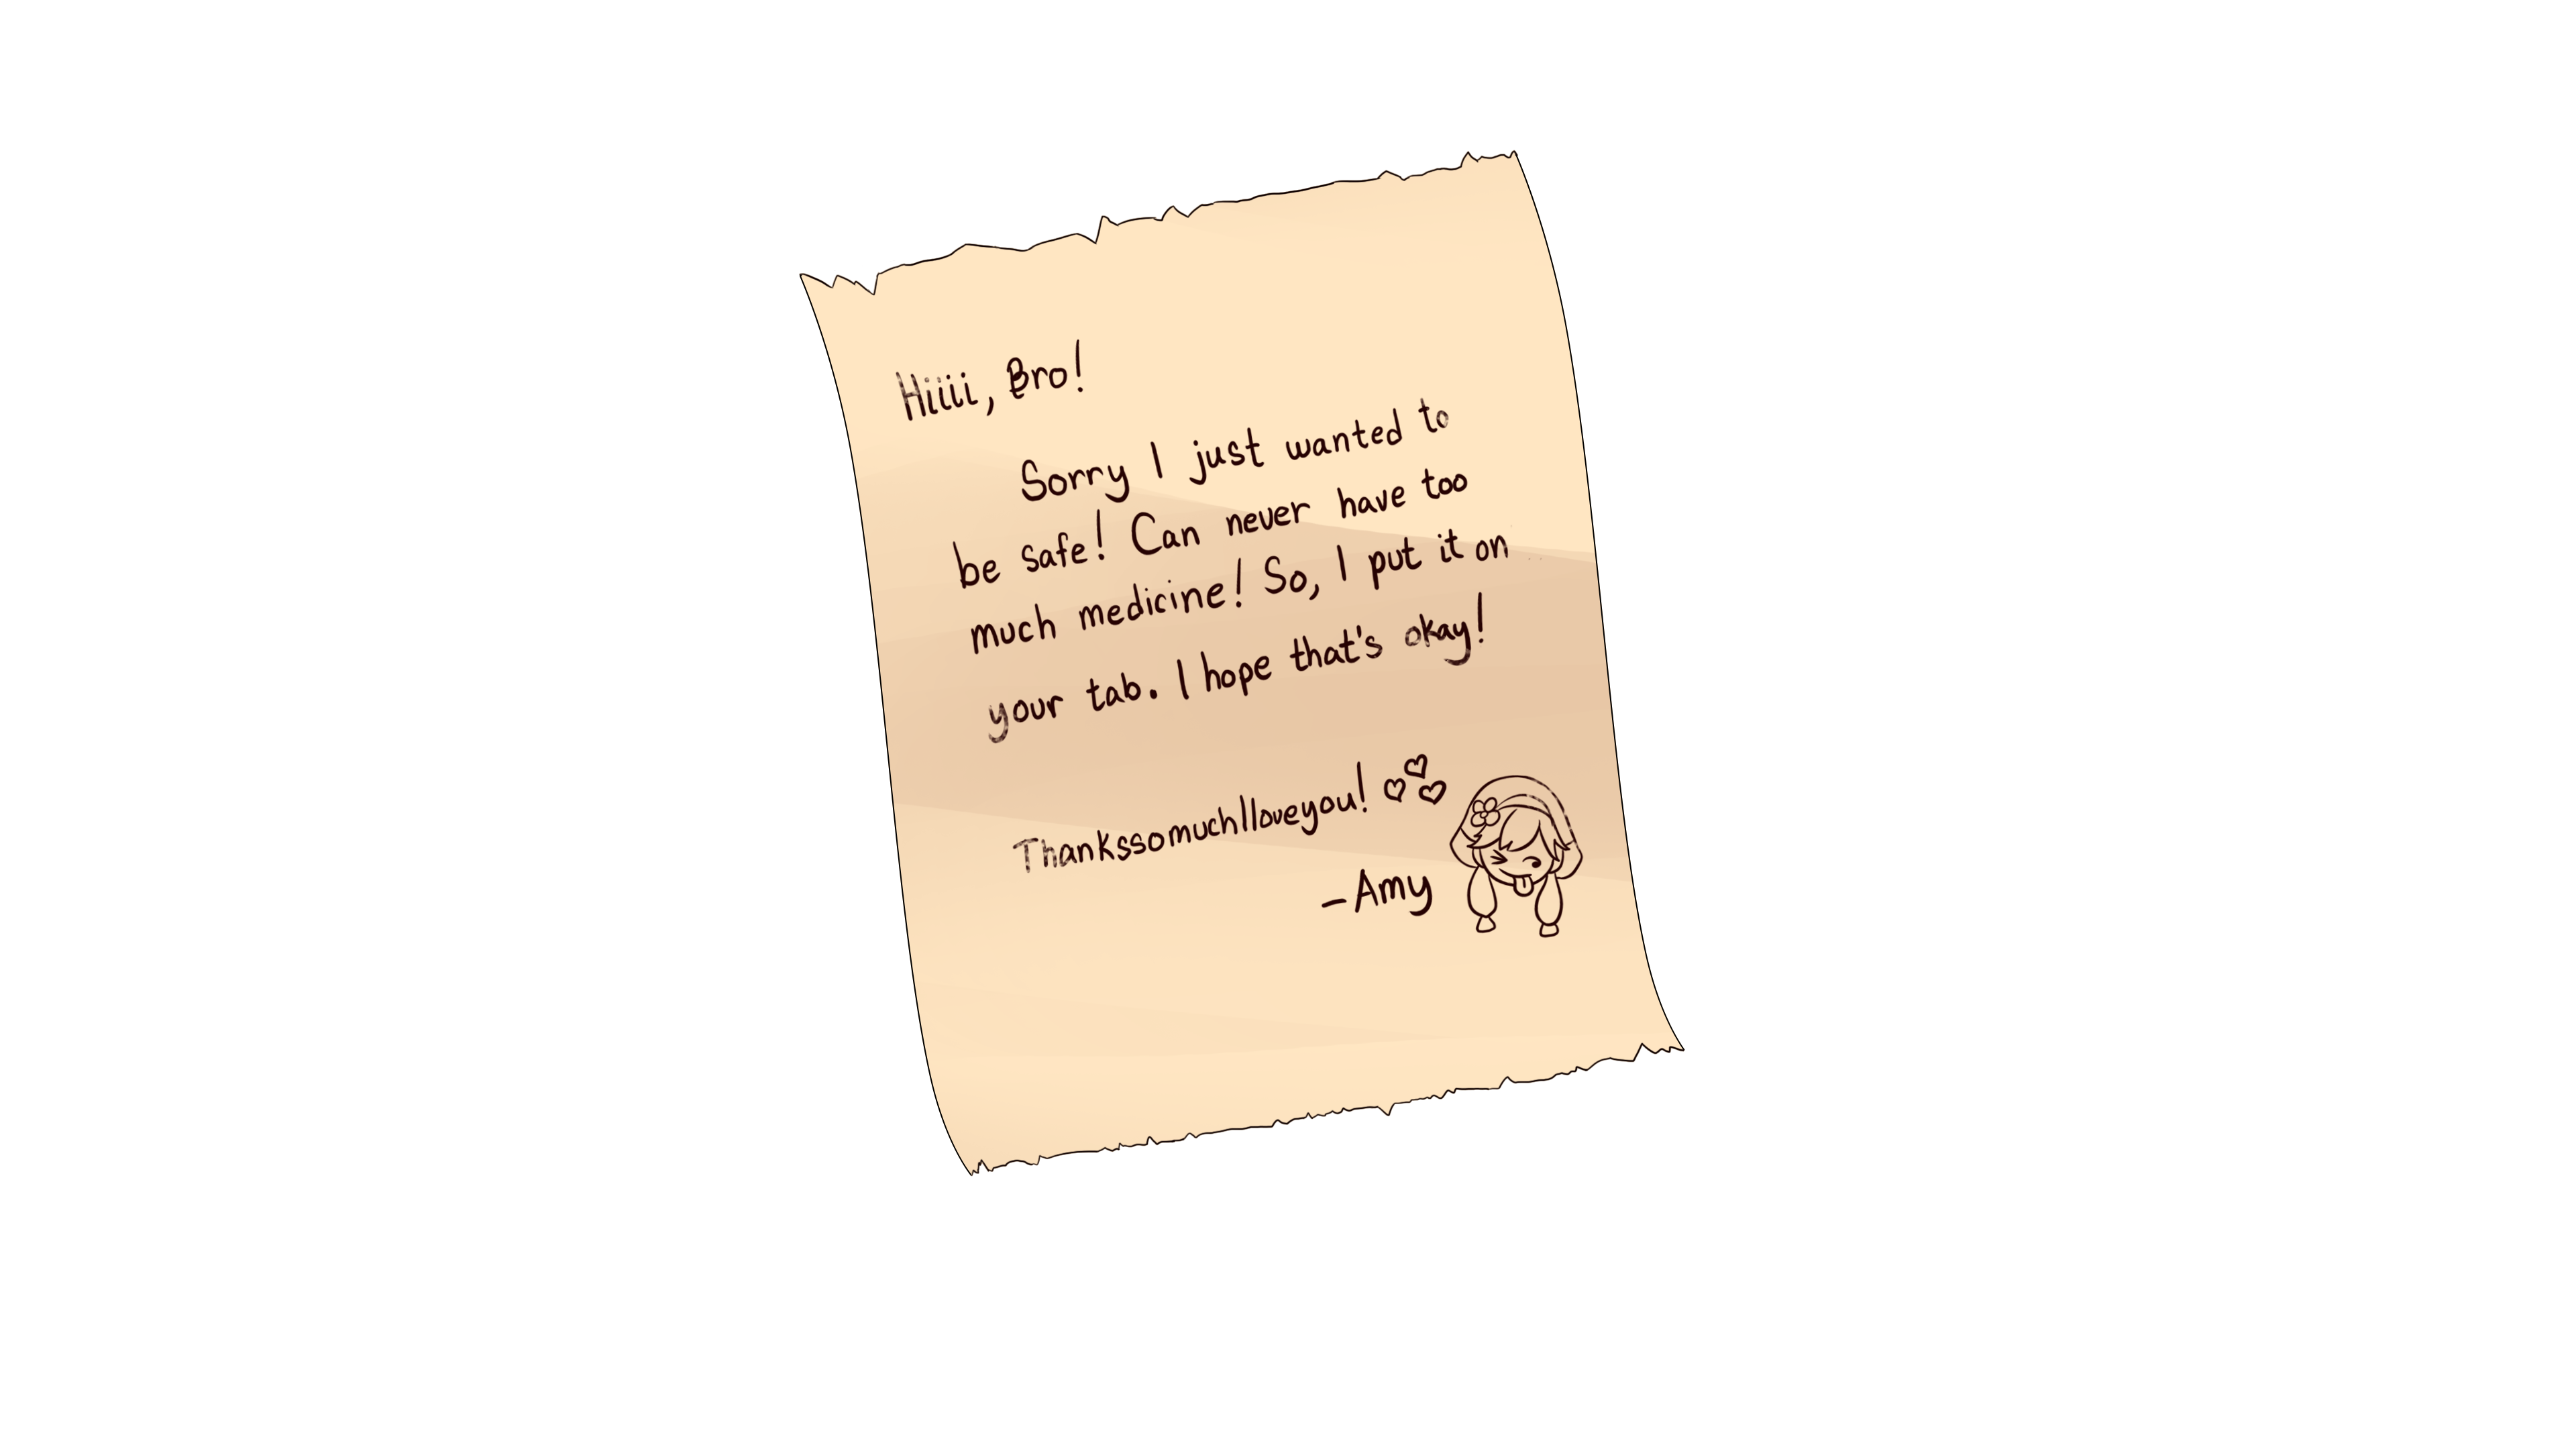 Hiiii, Bro!
Sorry I just wanted to
be safe! Can never have too
much medicine! So, I put it on
your tab. I hope that's okay!
ThankssomuchIloveyou!
-Amy